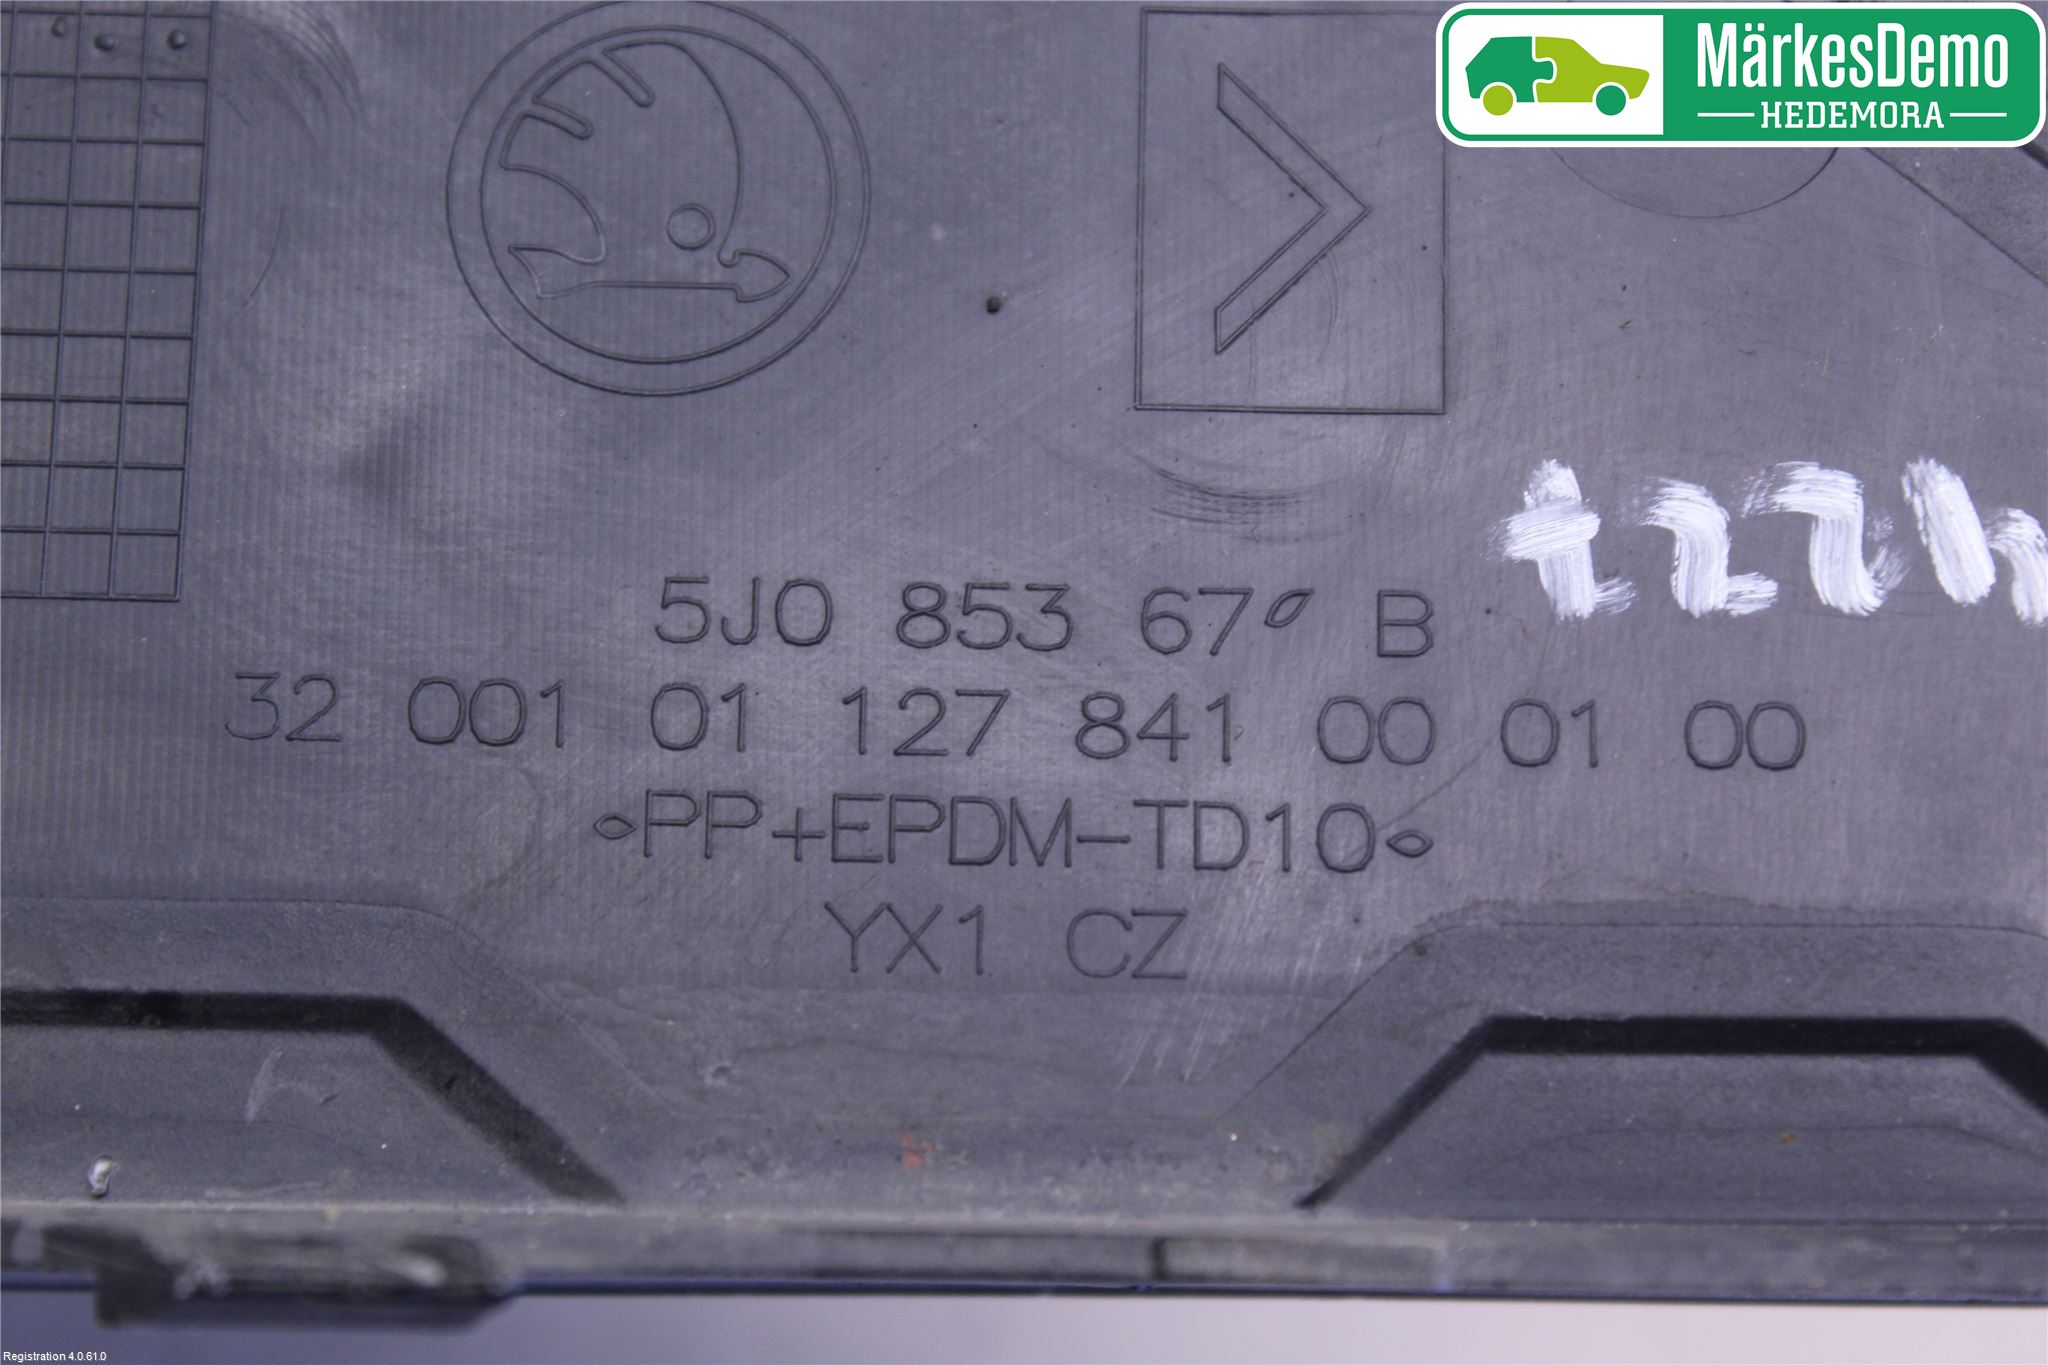 MärkesDemo
HEDEMORA
5J0 853 67 B
32 001 01 127 841 00 01 00
PP+EPDM-TD10
YX1 CZ
Registration 4.0.61.0